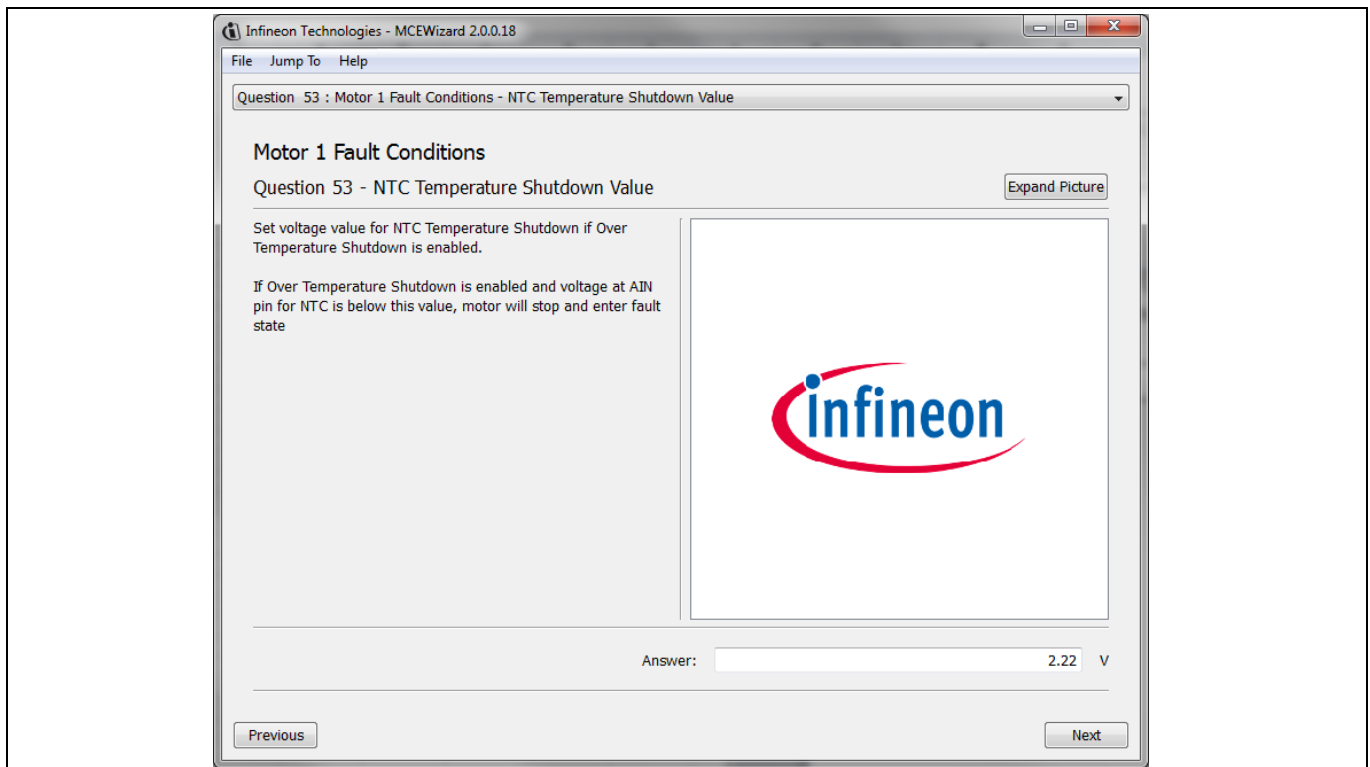 Infineon Technologies - MCEWizard 2.0.0.18
File Jump To Help
Question 53 : Motor 1 Fault Conditions - NTC Temperature Shutdown Value
Motor 1 Fault Conditions
Question 53 - NTC Temperature Shutdown Value
Expand Picture
Set voltage value for NTC Temperature Shutdown if Over
Temperature Shutdown is enabled.
If Over Temperature Shutdown is enabled and voltage at AIN
pin for NTC is below this value, motor will stop and enter fault
state
infineon
Answer: 2.22 V
Previous Next